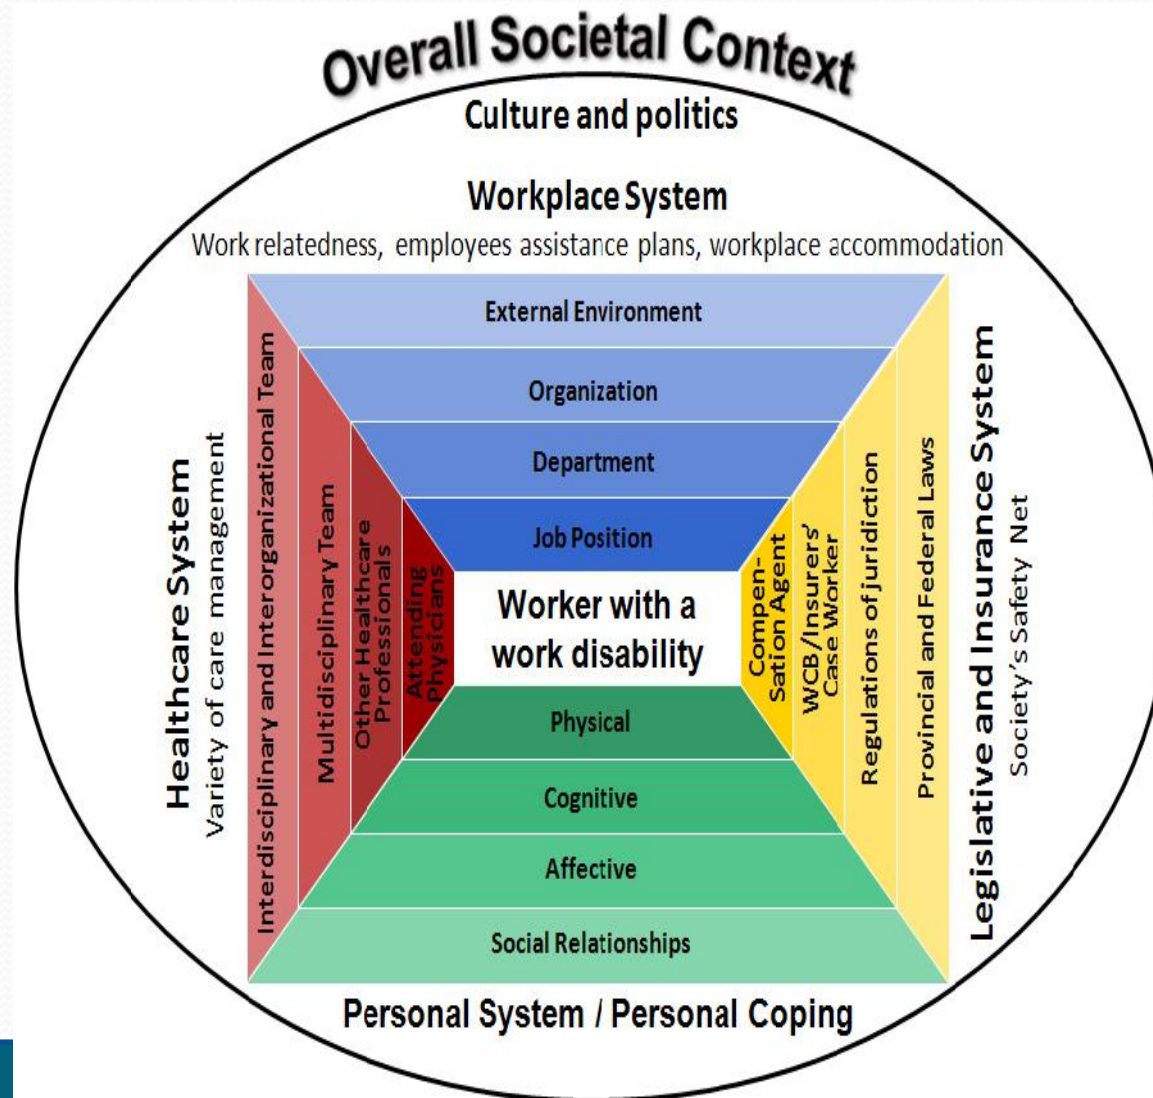 Overall Societal Context
Culture and politics
Workplace System
Work relatedness, employees assistance plans, workplace accommodation
External Environment
Organization
Department
Job Position
Healthcare System
Variety of care management
Interdisciplinary and Interorganizational Team
Multidisciplinary Team
Other Healthcare
Professionals
Attending
Physicians
Worker with a
work disability
Compen-
Sation Agent
WCB/Insurers'
Case Worker
Regulations of juridiction
Provincial and Federal Laws
Legislative and Insurance System
Society's Safety Net
Physical
Cognitive
Affective
Social Relationships
Personal System / Personal Coping